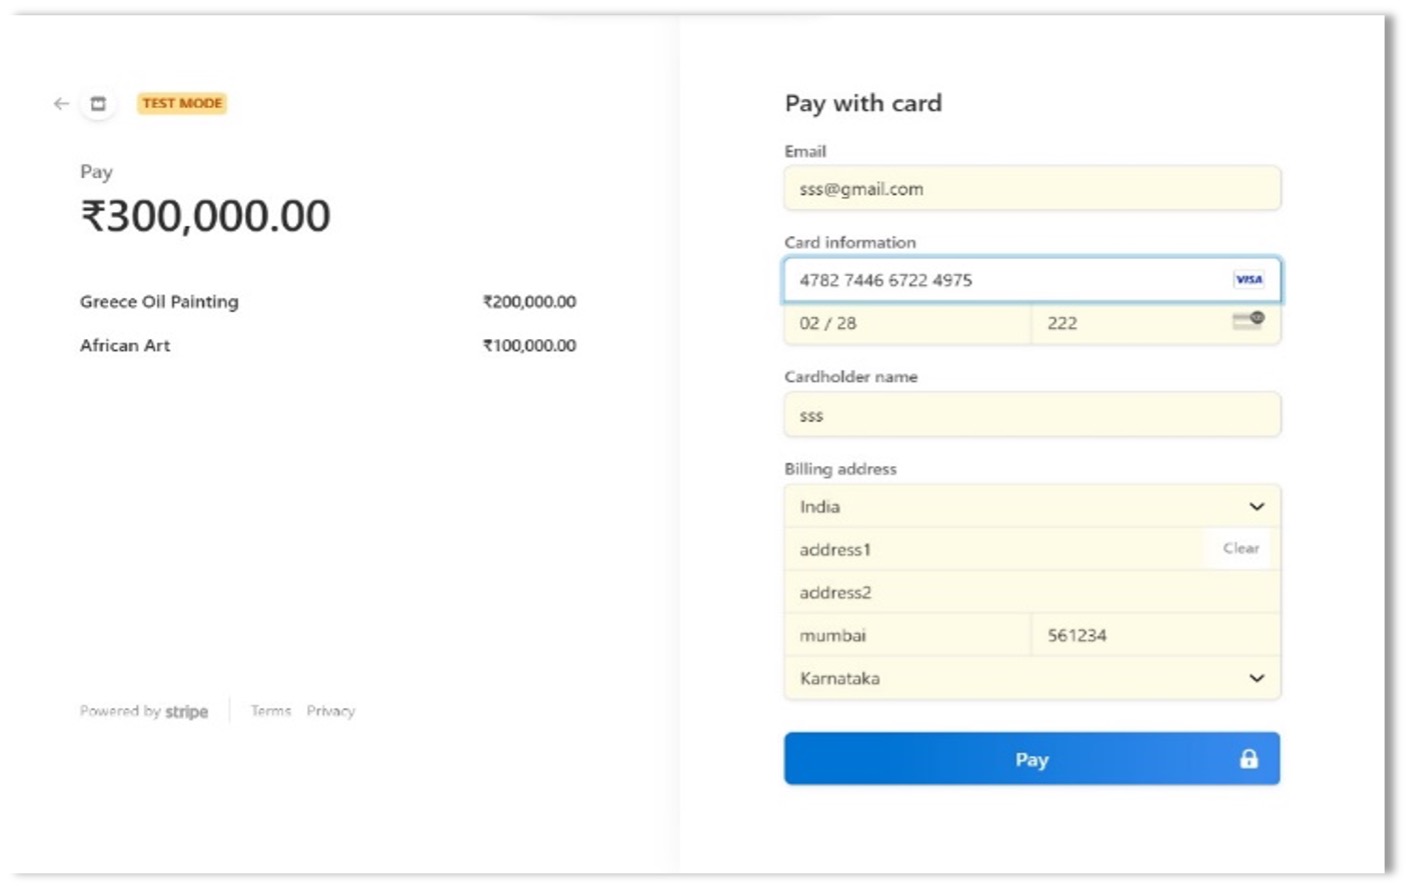 TEST MODE
Pay
₹300,000.00
Greece Oil Painting ₹200,000.00
African Art ₹100,000.00
Powered by stripe Terms Privacy
Pay with card
Email
sss@gmail.com
Card information
4782 7446 6722 4975 VISA
02 / 28 222
Cardholder name
sss
Billing address
India
address1 Clear
address2
mumbai 561234
Karnataka
Pay